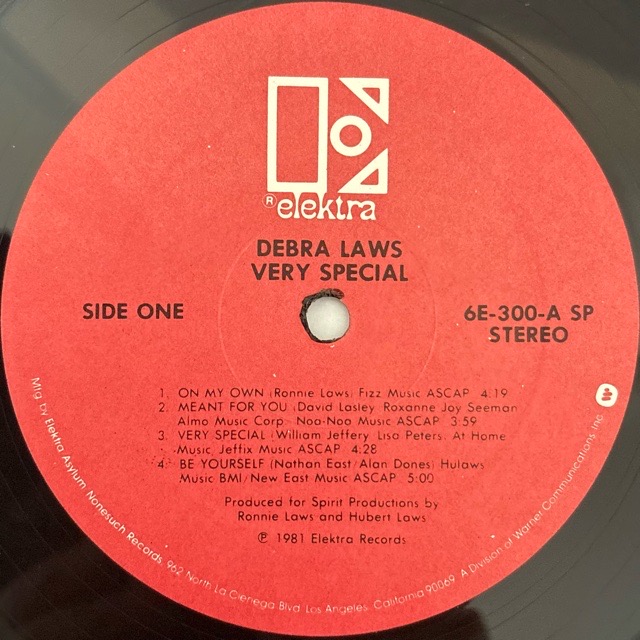 ® elektra
DEBRA LAWS
VERY SPECIAL
SIDE ONE
6E-300-A SP
STEREO
1. ON MY OWN (Ronnie Laws) Fizz Music ASCAP 4:19
2. MEANT FOR YOU (David Lasley Roxanne Joy Seeman
Almo Music Corp Noo-Noo Music ASCAP 3:59
3. VERY SPECIAL (William Jeffery Lisa Peters) At Home
Music, Jeffix Music ASCAP 4:28
4. BE YOURSELF (Nathan East/Alan Dones) Hulaws
Music BMI/New East Music ASCAP 5:00
Produced for Spirit Productions by
Ronnie Laws and Hubert Laws
℗ 1981 Elektra Records
Mfg by Elektra Asylum Nonesuch Records, 962 North La Cienega Blvd Los Angeles, California 90069 A Division of Warner Communications Inc